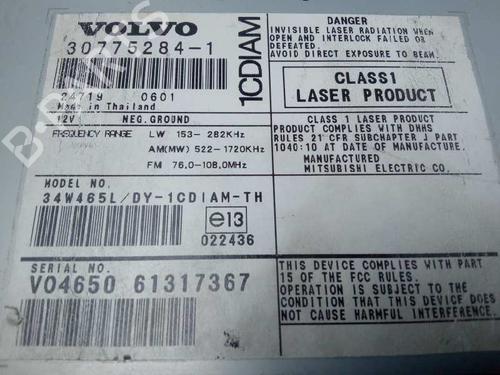 VOLVO
30775284-1
24719 0601
Made in Thailand
12V NEG.GROUND
FREQUENCY RANGE LW 153- 282KHz
AM(MW) 522-1720KHz
FM 76.0-108.0MHz
MODEL NO.
34W465L/DY-1CDIAM-TH
e13
022436
SERIAL NO.
VO4650 61317367
1CDIAM
DANGER
INVISIBLE LASER RADIATION WHEN
OPEN AND INTERLOCK FAILED OR
DEFEATED.
AVOID DIRECT EXPOSURE TO BEAM.
CLASS1
LASER PRODUCT
CLASS 1 LASER PRODUCT
PRODUCT COMPLIES WITH DHHS
RULES 21 CFR SUBCHAPTER J PART
1040:10 AT DATE OF MANUFACTURE.
MANUFACTURED
MITSUBISHI ELECTRIC CO.
THIS DEVICE COMPLIES WITH PART
15 OF THE FCC RULES.
OPERATION IS SUBJECT TO THE
CONDITION THAT THIS DEVICE DOES
NOT CAUSE HARMFUL INTERFERENCE.